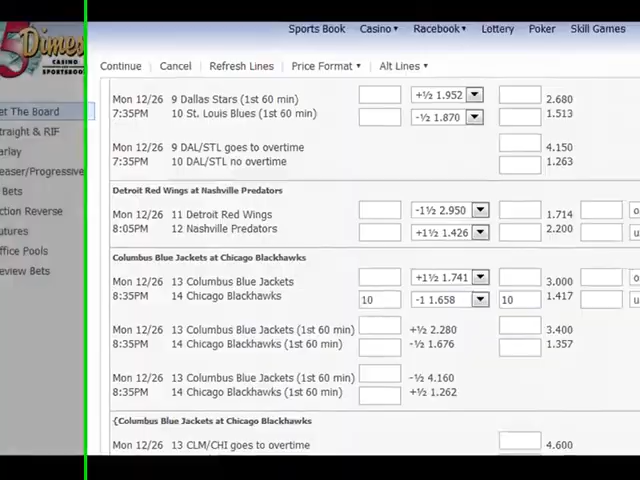 5 Dimes
CASINO
SPORTSBOOK
Sports Book Casino Racebook Lottery Poker Skill Games
Continue Cancel Refresh Lines Price Format Alt Lines
et The Board
traight & RIF
arlay
easer/Progressive
Bets
ction Reverse
utures
ffice Pools
eview Bets
Mon 12/26 9 Dallas Stars (1st 60 min) +½ 1.952 2.680
7:35PM 10 St. Louis Blues (1st 60 min) -½ 1.870 1.513
Mon 12/26 9 DAL/STL goes to overtime 4.150
7:35PM 10 DAL/STL no overtime 1.263
Detroit Red Wings at Nashville Predators
Mon 12/26 11 Detroit Red Wings -1½ 2.950 1.714 o
8:05PM 12 Nashville Predators +1½ 1.426 2.200 u
Columbus Blue Jackets at Chicago Blackhawks
Mon 12/26 13 Columbus Blue Jackets +1½ 1.741 3.000 o
8:35PM 14 Chicago Blackhawks 10 -1 1.658 10 1.417 u
Mon 12/26 13 Columbus Blue Jackets (1st 60 min) +½ 2.280 3.400
8:35PM 14 Chicago Blackhawks (1st 60 min) -½ 1.676 1.357
Mon 12/26 13 Columbus Blue Jackets (1st 60 min) -½ 4.160
8:35PM 14 Chicago Blackhawks (1st 60 min) +½ 1.262
{Columbus Blue Jackets at Chicago Blackhawks
Mon 12/26 13 CLM/CHI goes to overtime 4.600